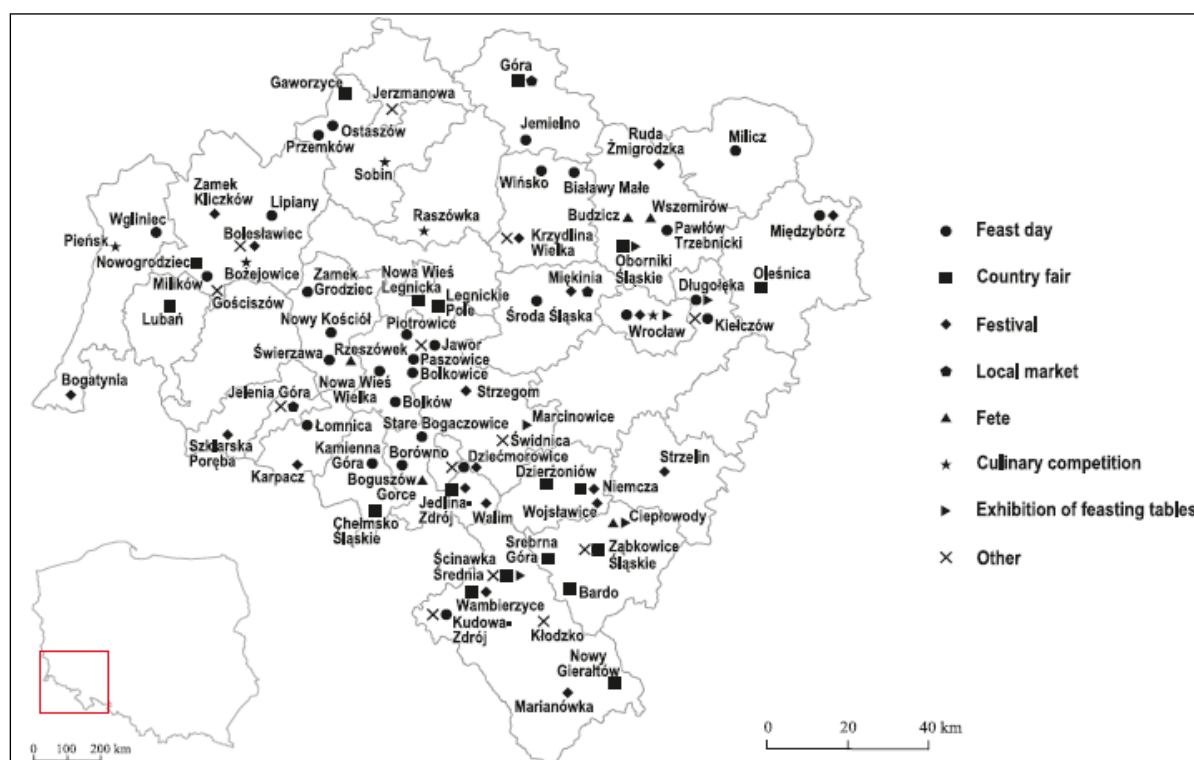 Góra
Gaworzyce
Jerzmanowa
Ostaszów
Przemków
Jemielno
Ruda
Żmigrodzka
Milicz
Sobin
Wińsko
Białawy Małe
Zamek
Kliczków
Lipiany
Wgliniec
Raszówka
Budzicz
Wszemirów
Pawłów
Trzebnicki
Międzybórz
Pieńsk
Bolesławiec
Krzydlina
Wielka
Oborniki
Śląskie
Nowogrodziec
Bożejowice
Milików
Gościszów
Zamek
Grodziec
Nowa Wieś
Legnicka
Legnickie
Pole
Miękinia
Środa Śląska
Długołęka
Oleśnica
Lubań
Nowy Kościół
Piotrowice
Wrocław
Kiełczów
Świerzawa
Rzeszówek
Jawor
Paszowice
Bolkowice
Bogatynia
Jelenia Góra
Nowa Wieś
Wielka
Strzegom
Bolków
Marcinowice
Łomnica
Stare Bogaczowice
Świdnica
Szklarska
Poręba
Kamienna
Góra
Borówno
Dziećmorowice
Dzierżoniów
Strzelin
Karpacz
Boguszów
Gorce
Jedlina-
Zdrój
Walim
Wojsławice
Niemcza
Chełmsko
Śląskie
Ciepłowody
Srebrna
Góra
Ząbkowice
Śląskie
Ścinawka
Średnia
Bardo
Wambierzyce
Kudowa-
Zdrój
Kłodzko
Nowy
Gierałtów
Marianówka
Feast day
Country fair
Festival
Local market
Fete
Culinary competition
Exhibition of feasting tables
Other
0 100 200 km
0 20 40 km